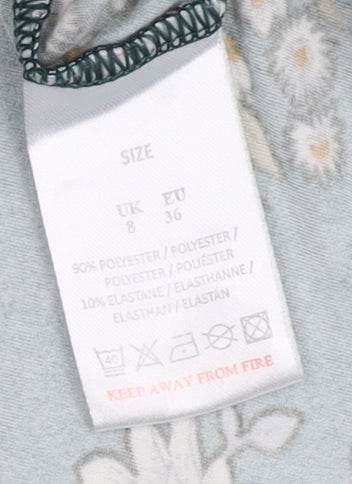 SIZE
UK EU
8 36
90% POLYESTER / POLYESTER /
POLYESTER / POLIÉSTER
10% ELASTANE / ELASTHANNE /
ELASTHAN / ELASTÁN
40
KEEP AWAY FROM FIRE